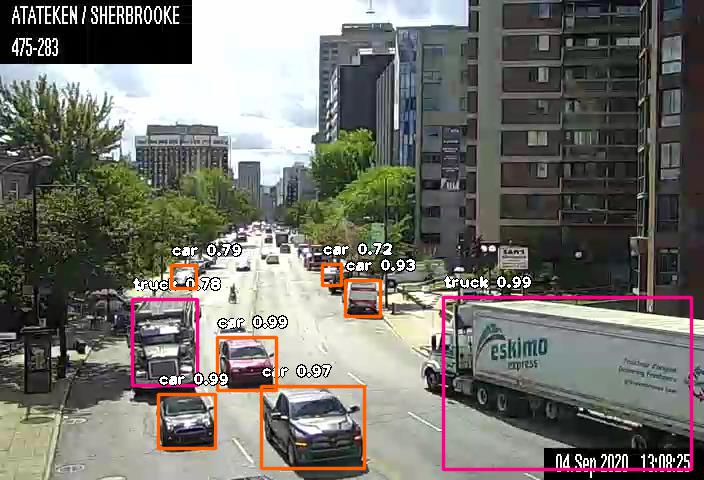 ATATEKEN / SHERBROOKE
475-283
car 0.79
car 0.72
car 0.93
truck 0.78
truck 0.99
car 0.99
car 0.99
car 0.97
eskimo
express
04 Sep 2020 13:08:25